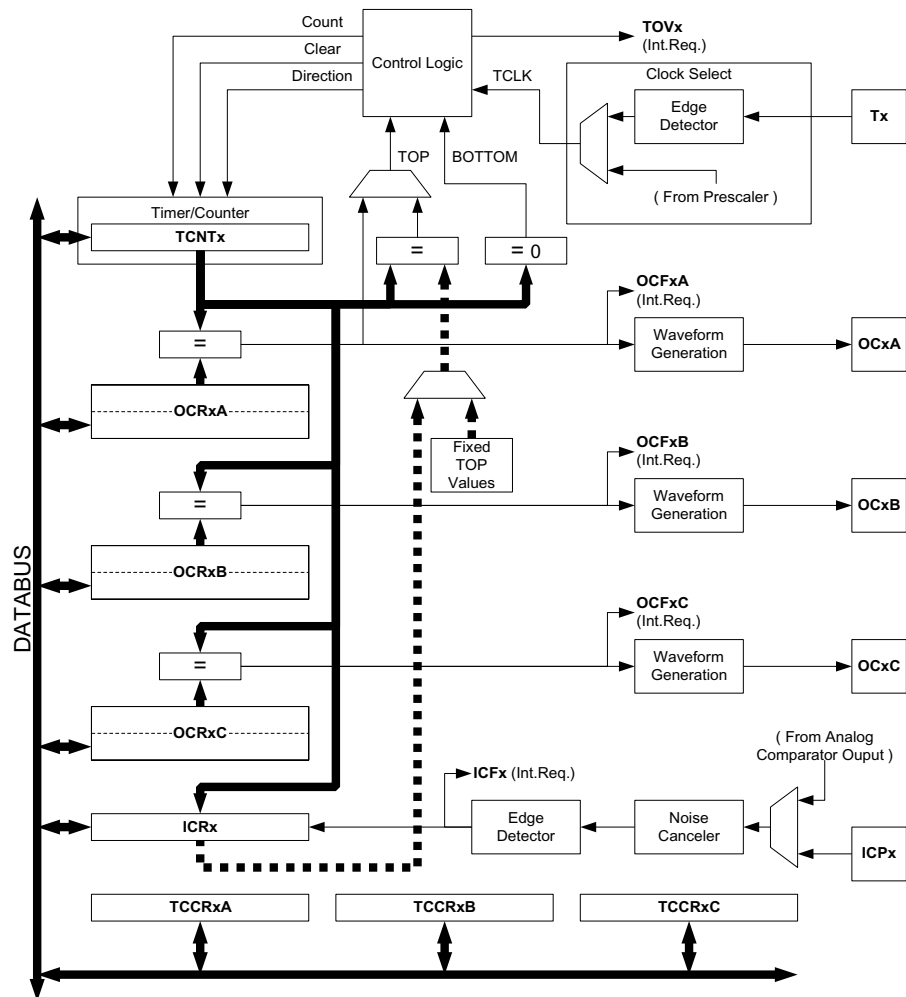 Count
Clear
Direction
Control Logic
TOVx
(Int.Req.)
TCLK
Clock Select
Edge
Detector
Tx
( From Prescaler )
TOP
BOTTOM
Timer/Counter
TCNTx
=
= 0
OCFxA
(Int.Req.)
=
Waveform
Generation
OCxA
OCRxA
Fixed
TOP
Values
OCFxB
(Int.Req.)
=
Waveform
Generation
OCxB
OCRxB
DATABUS
OCFxC
(Int.Req.)
=
Waveform
Generation
OCxC
OCRxC
( From Analog
Comparator Ouput )
ICFx (Int.Req.)
ICRx
Edge
Detector
Noise
Canceler
ICPx
TCCRxA
TCCRxB
TCCRxC